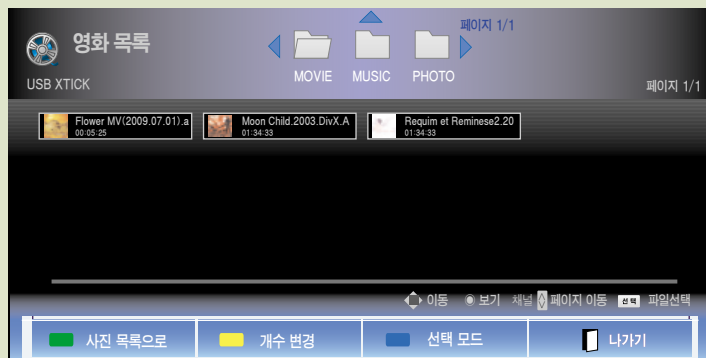 페이지 1/1
영화 목록
MOVIE MUSIC PHOTO
USB XTICK
페이지 1/1
Flower MV(2009.07.01).a
00:05:25
Moon Child.2003.DivX.A
01:34:33
Requim et Reminese2.20
01:34:33
이동 보기 채널 페이지 이동 선택 파일선택
사진 목록으로 개수 변경 선택 모드 나가기